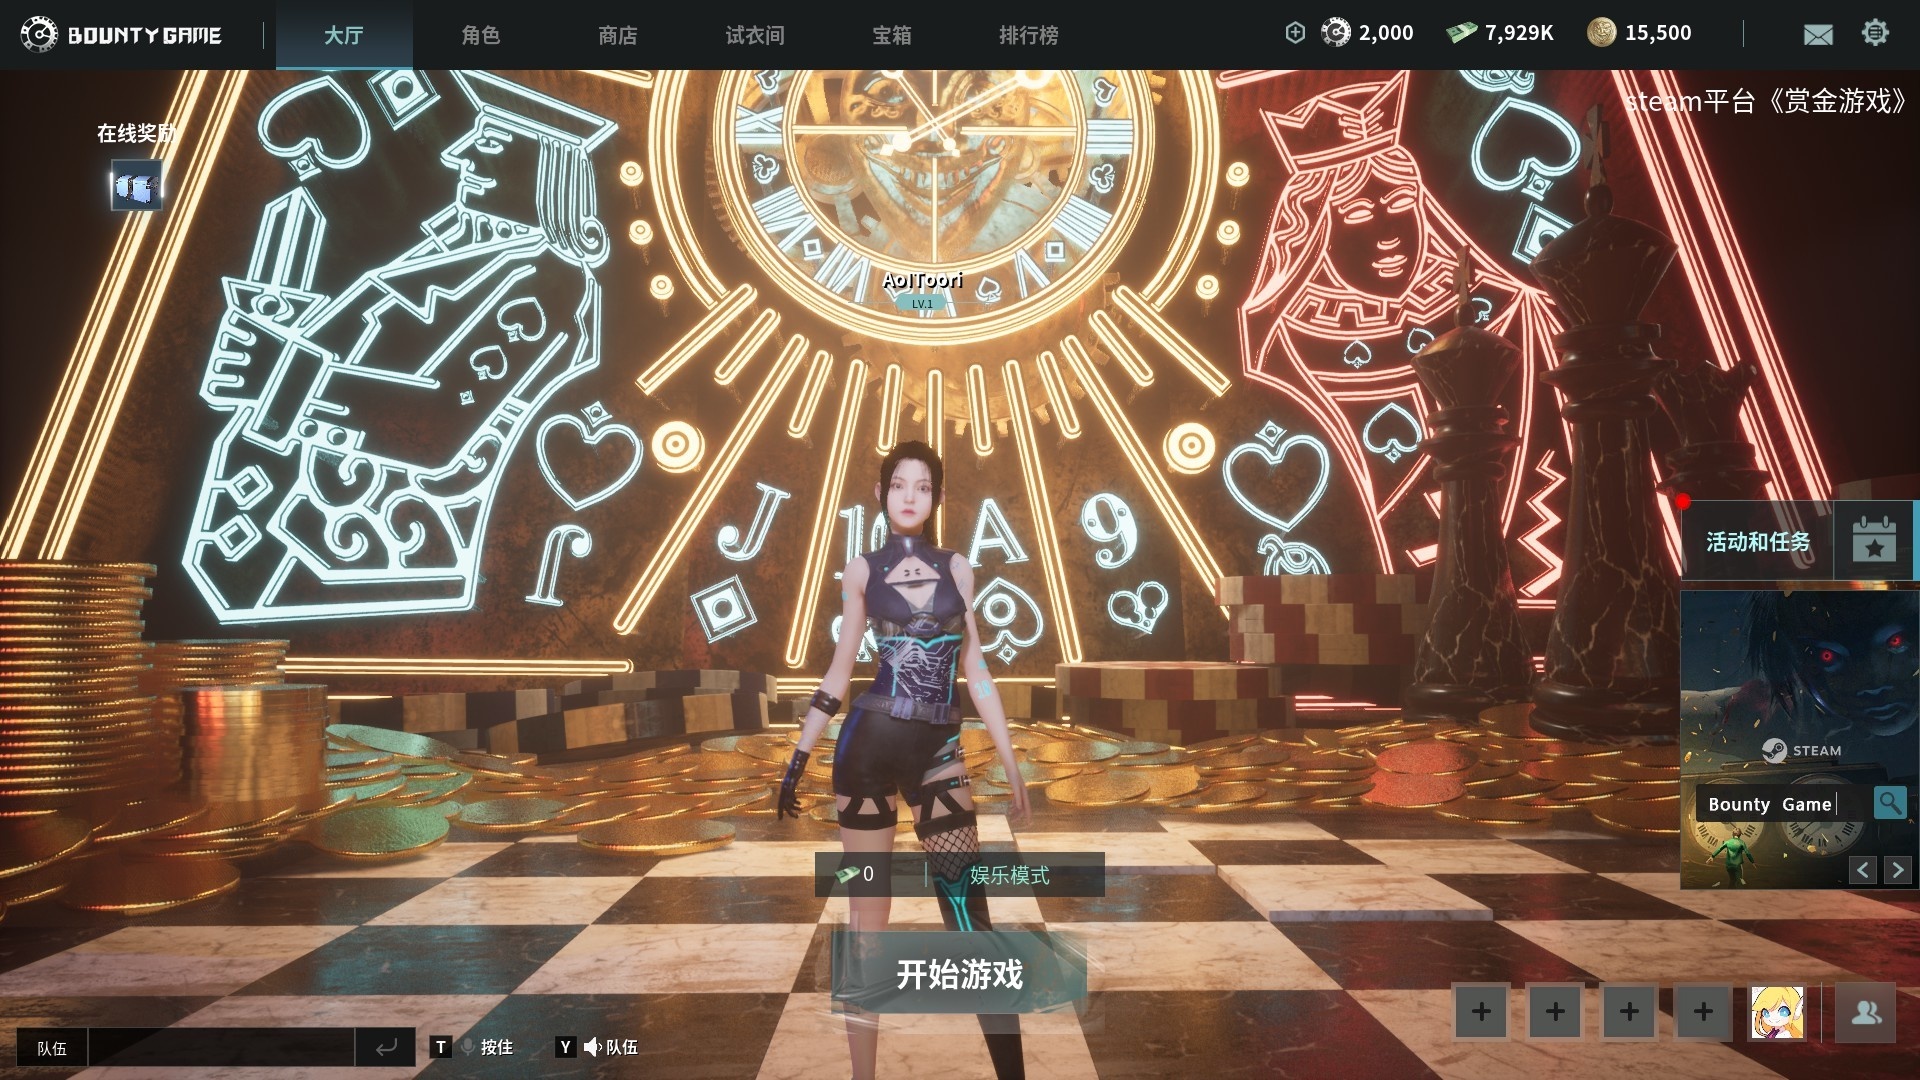 BOUNTY GAME
大厅
角色
商店
试衣间
宝箱
排行榜
2,000
7,929K
15,500
steam平台《赏金游戏》
在线奖励
AolToori
LV.1
J
10
A
9
活动和任务
STEAM
Bounty Game
0
娱乐模式
开始游戏
队伍
T
按住
Y
队伍